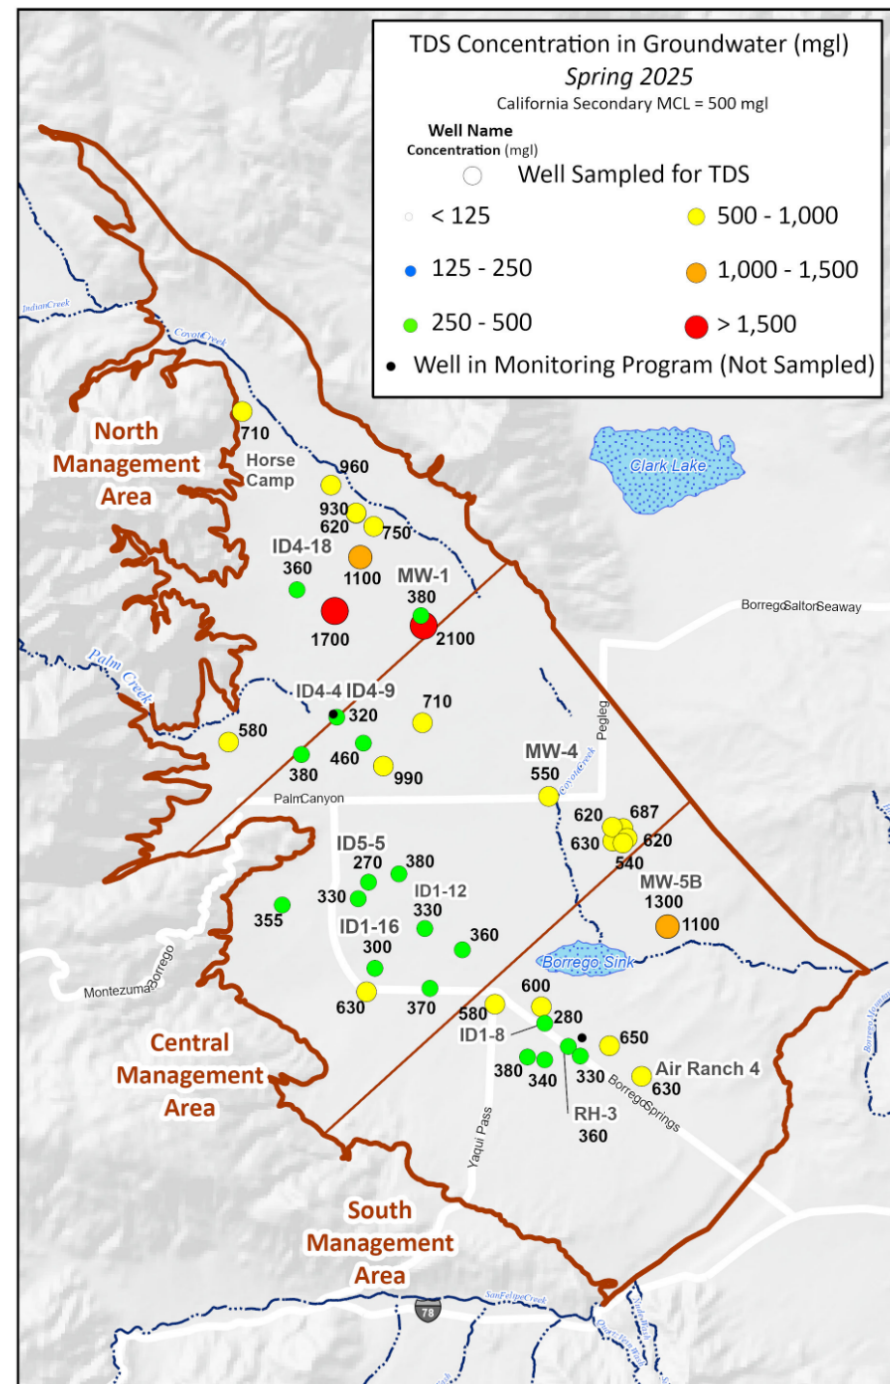 TDS Concentration in Groundwater (mgl)
Spring 2025
California Secondary MCL = 500 mgl
Well Name
Concentration (mgl)
Well Sampled for TDS
< 125
500 - 1,000
125 - 250
1,000 - 1,500
250 - 500
> 1,500
Well in Monitoring Program (Not Sampled)
IndianCreek
CoyotCreek
North
Management
Area
710
Horse
Camp
960
930
620
750
ID4-18
360
1100
MW-1
380
1700
2100
Clark Lake
BorregoSaltonSeaway
Palm Creek
ID4-4 ID4-9
320
710
580
380
460
990
Pegleg
MW-4
550
CoyoteCreek
PalmCanyon
620
687
630
620
540
ID5-5
270
380
330
ID1-12
330
355
ID1-16
300
360
MW-5B
1300
1100
Borrego Sink
Montezuma
Borrego
630
370
580
600
280
ID1-8
650
380
340
330
Air Ranch 4
630
RH-3
360
BorregoSprings
Yaqui Pass
Central
Management
Area
South
Management
Area
SanFelipeCreek
78